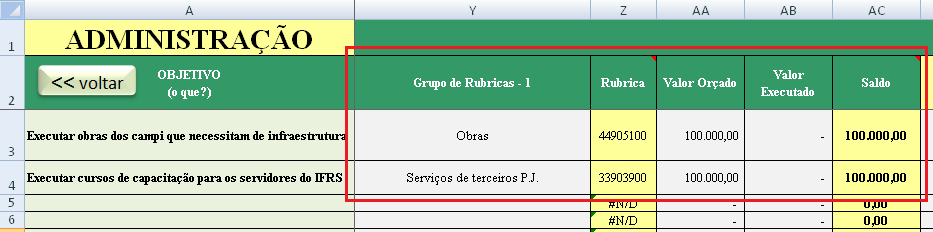 A Y Z AA AB AC
1 ADMINISTRAÇÃO
2 << voltar OBJETIVO (o que?) Grupo de Rubricas - 1 Rubrica Valor Orçado Valor Executado Saldo
3 Executar obras dos campi que necessitam de infraestrutura Obras 44905100 100.000,00 - 100.000,00
4 Executar cursos de capacitação para os servidores do IFRS Serviços de terceiros P.J. 33903900 100.000,00 - 100.000,00
5 #N/D - - 0,00
6 #N/D - - 0,00